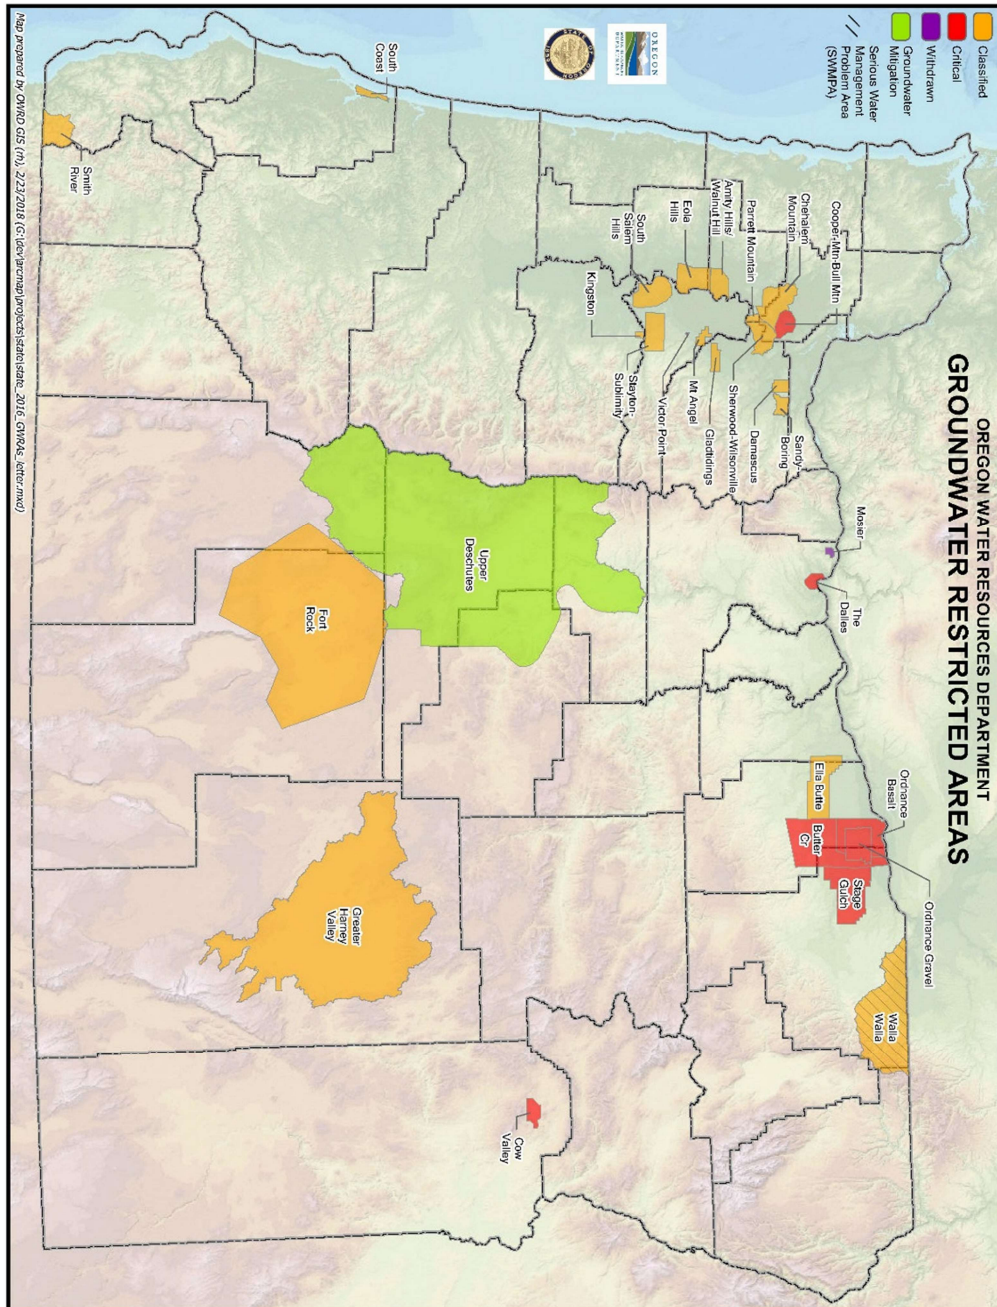 OREGON WATER RESOURCES DEPARTMENT
GROUNDWATER RESTRICTED AREAS
Classified
Critical
Withdrawn
Groundwater
Mitigation
Serious Water
Management
Problem Area
(SWMPA)
OREGON
STATE OF
OREGON
Cooper-Mtn-Bull Mtn
Chehalem
Mountain
Parrett Mountain
Amity Hills/
Walnut Hill
Eola
Hills
South
Salem
Hills
Kingston
Stayton-
Sublimity
Victor Point
Mt Angel
Gladtidings
Sherwood-Wilsonville
Damascus
Sandy-
Boring
Mosier
The
Dalles
Ordnance
Basalt
Ordnance Gravel
Ella Butte
Butter
Cr
Stage
Gulch
Walla
Walla
Upper
Deschutes
Fort
Rock
Greater
Harney
Valley
Cow
Valley
South
Coast
Smith
River
Map prepared by OWRD GIS (rh), 2/23/2018 (G:\dev\arcmap\projects\state\state_2016_GWRAs_letter.mxd)